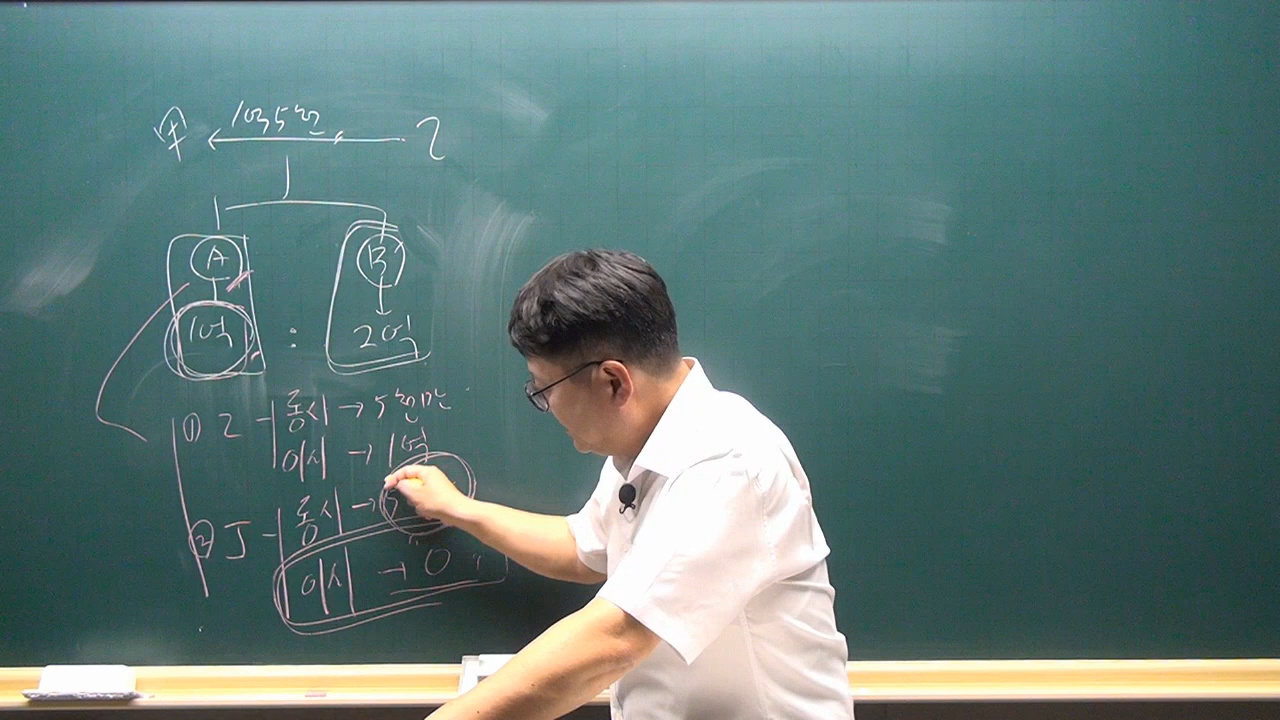 甲 1억5천 乙
A B
1억 : 2억
① 乙 동시 → 5천만
이시 → 1억
② 동시 → 5
이시 → 0